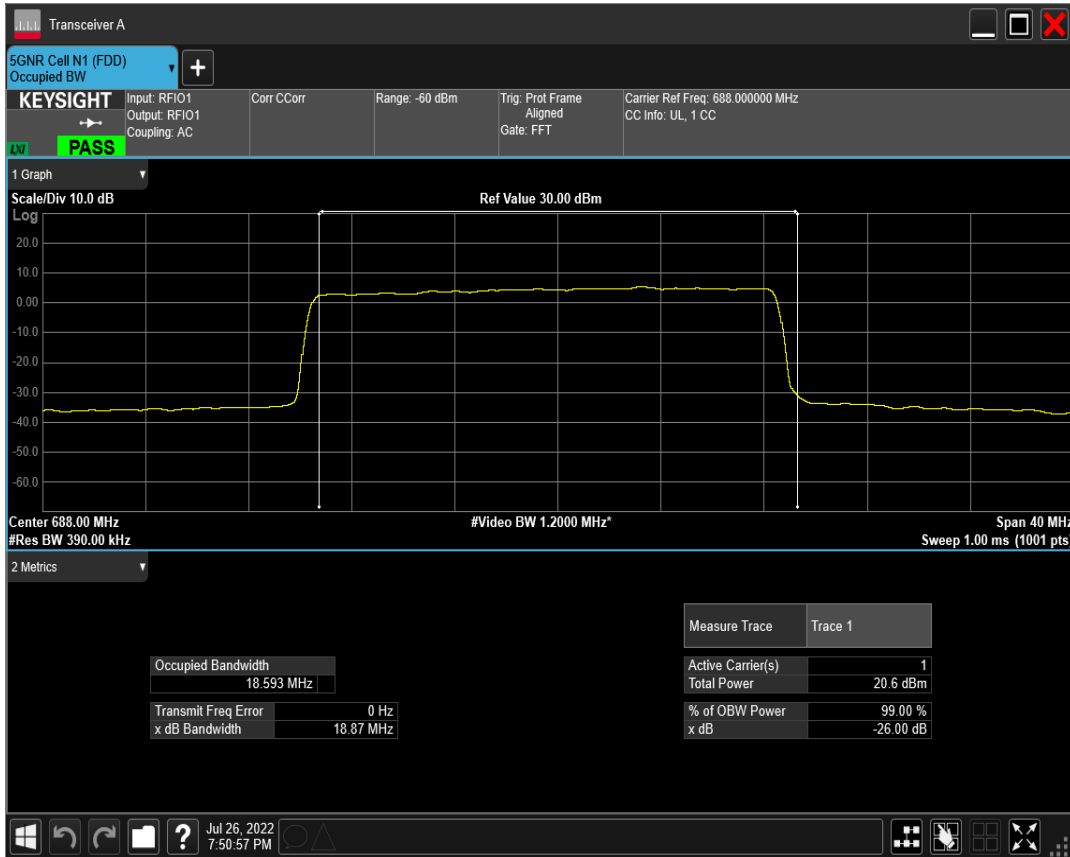 Transceiver A
5GNR Cell N1 (FDD)
Occupied BW
+
KEYSIGHT
LXI
PASS
Input: RFIO1
Output: RFIO1
Coupling: AC
Corr CCorr
Range: -60 dBm
Trig: Prot Frame
Aligned
Gate: FFT
Carrier Ref Freq: 688.000000 MHz
CC Info: UL, 1 CC
1 Graph
Scale/Div 10.0 dB
Ref Value 30.00 dBm
Log
20.0
10.0
0.00
-10.0
-20.0
-30.0
-40.0
-50.0
-60.0
Center 688.00 MHz
#Video BW 1.2000 MHz*
Span 40 MHz
#Res BW 390.00 kHz
Sweep 1.00 ms (1001 pts)
2 Metrics
Measure Trace Trace 1
Occupied Bandwidth
18.593 MHz
Active Carrier(s) 1
Total Power 20.6 dBm
Transmit Freq Error 0 Hz
x dB Bandwidth 18.87 MHz
% of OBW Power 99.00 %
x dB -26.00 dB
?
Jul 26, 2022
7:50:57 PM